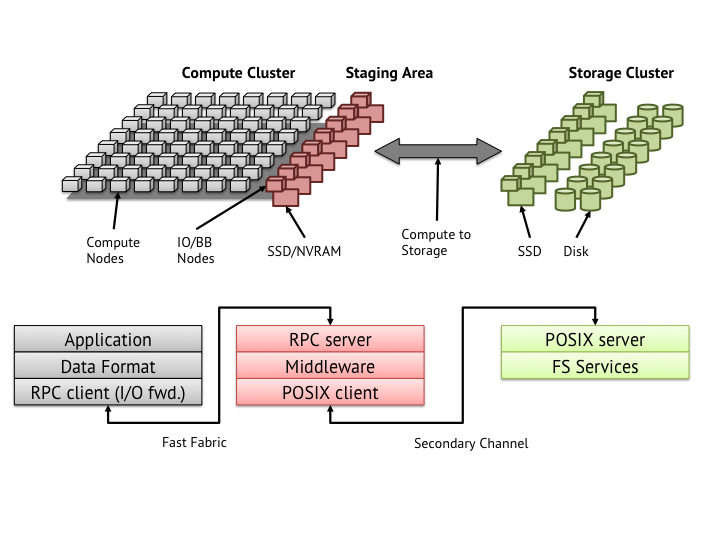 Compute Cluster
Staging Area
Storage Cluster
Compute
Nodes
IO/BB
Nodes
SSD/NVRAM
Compute to
Storage
SSD
Disk
Application
Data Format
RPC client (I/O fwd.)
RPC server
Middleware
POSIX client
POSIX server
FS Services
Fast Fabric
Secondary Channel